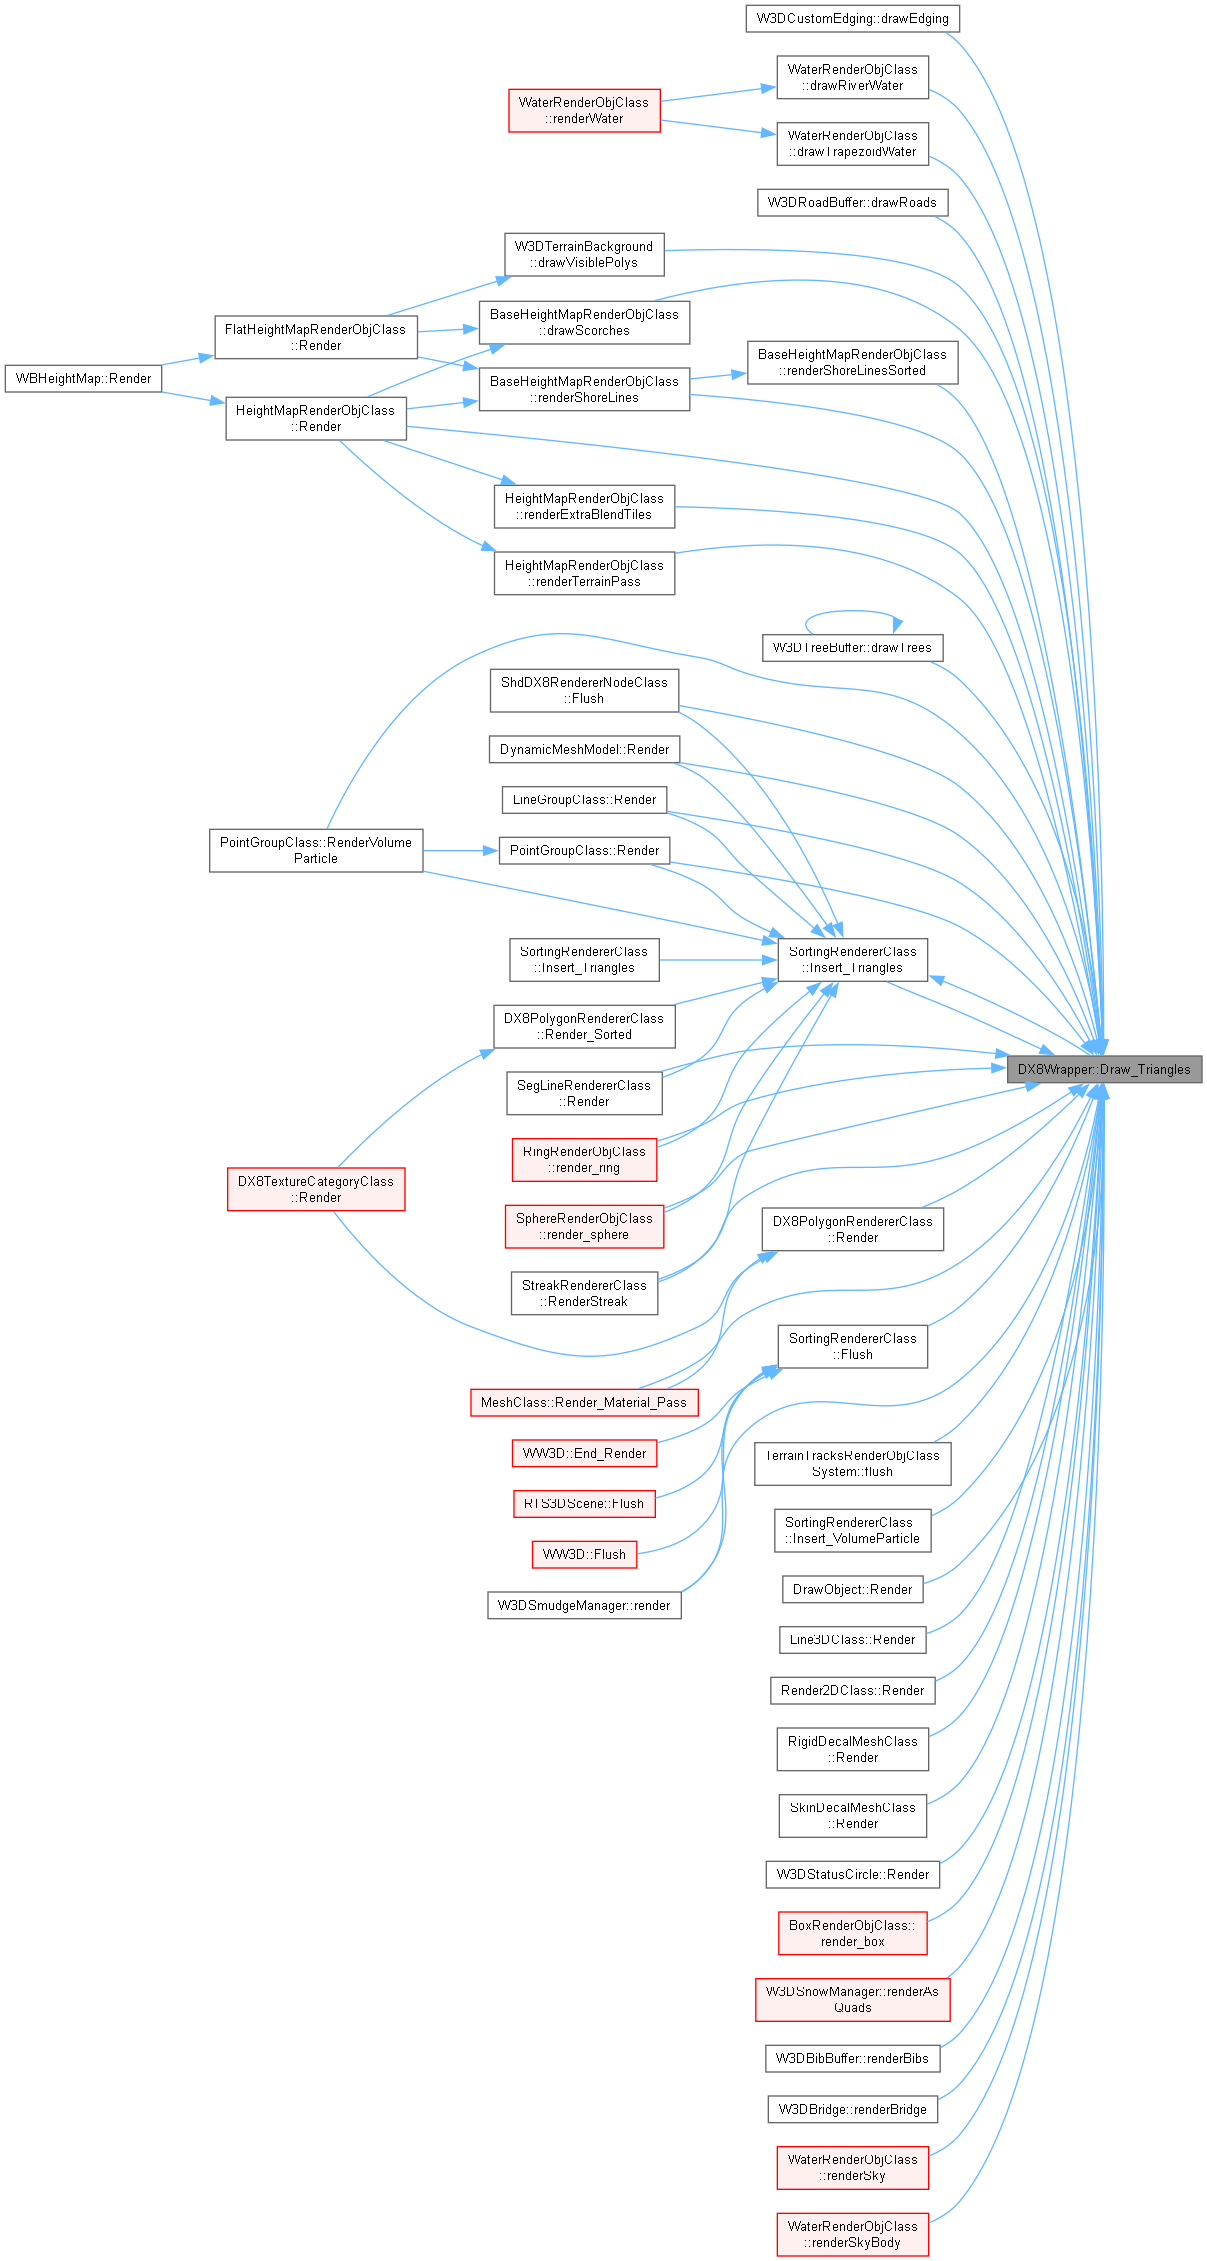 W3DCustomEdging::drawEdging
WaterRenderObjClass
::drawRiverWater
WaterRenderObjClass
::renderWater
WaterRenderObjClass
::drawTrapezoidWater
W3DRoadBuffer::drawRoads
W3DTerrainBackground
::drawVisiblePolys
BaseHeightMapRenderObjClass
::drawScorches
FlatHeightMapRenderObjClass
::Render
BaseHeightMapRenderObjClass
::renderShoreLinesSorted
WBHeightMap::Render
BaseHeightMapRenderObjClass
::renderShoreLines
HeightMapRenderObjClass
::Render
HeightMapRenderObjClass
::renderExtraBlendTiles
HeightMapRenderObjClass
::renderTerrainPass
W3DTreeBuffer::drawTrees
ShdDX8RendererNodeClass
::Flush
DynamicMeshModel::Render
LineGroupClass::Render
PointGroupClass::RenderVolume
Particle
PointGroupClass::Render
SortingRendererClass
::Insert_Triangles
SortingRendererClass
::Insert_Triangles
DX8PolygonRendererClass
::Render_Sorted
DX8Wrapper::Draw_Triangles
SegLineRendererClass
::Render
RingRenderObjClass
::render_ring
DX8TextureCategoryClass
::Render
SphereRenderObjClass
::render_sphere
DX8PolygonRendererClass
::Render
StreakRendererClass
::RenderStreak
SortingRendererClass
::Flush
MeshClass::Render_Material_Pass
WW3D::End_Render
TerrainTracksRenderObjClass
System::flush
RTS3DScene::Flush
SortingRendererClass
::Insert_VolumeParticle
WW3D::Flush
DrawObject::Render
W3DSmudgeManager::render
Line3DClass::Render
Render2DClass::Render
RigidDecalMeshClass
::Render
SkinDecalMeshClass
::Render
W3DStatusCircle::Render
BoxRenderObjClass::
render_box
W3DSnowManager::renderAs
Quads
W3DBibBuffer::renderBibs
W3DBridge::renderBridge
WaterRenderObjClass
::renderSky
WaterRenderObjClass
::renderSkyBody